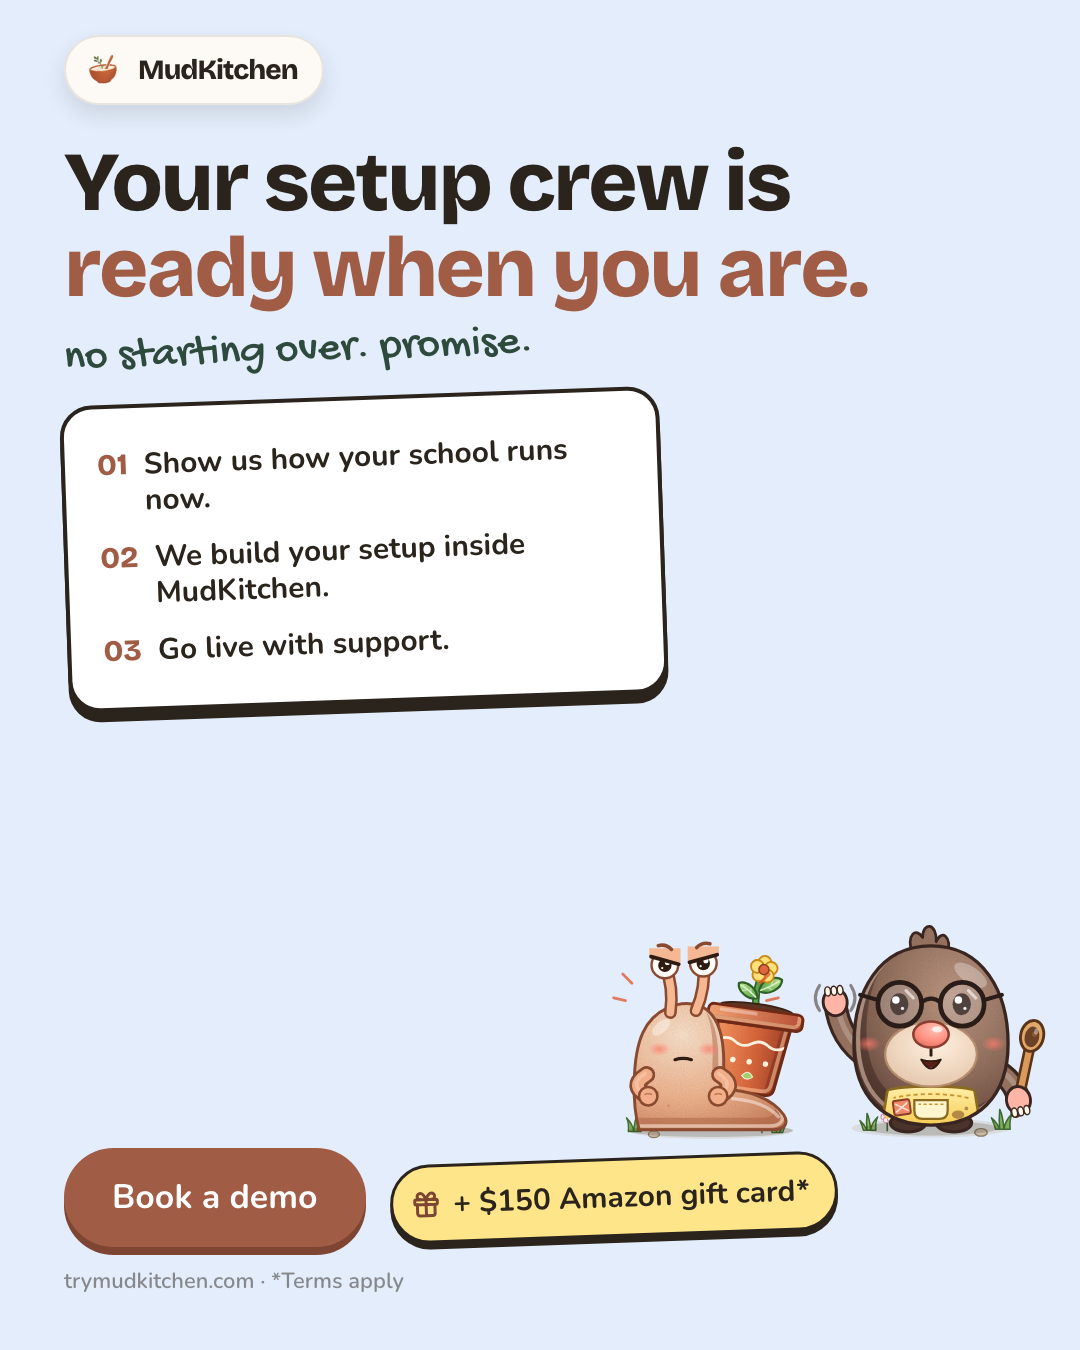 MudKitchen
Your setup crew is
ready when you are.
no starting over. promise.
01 Show us how your school runs
now.
02 We build your setup inside
MudKitchen.
03 Go live with support.
Book a demo
+ $150 Amazon gift card*
trymudkitchen.com · *Terms apply